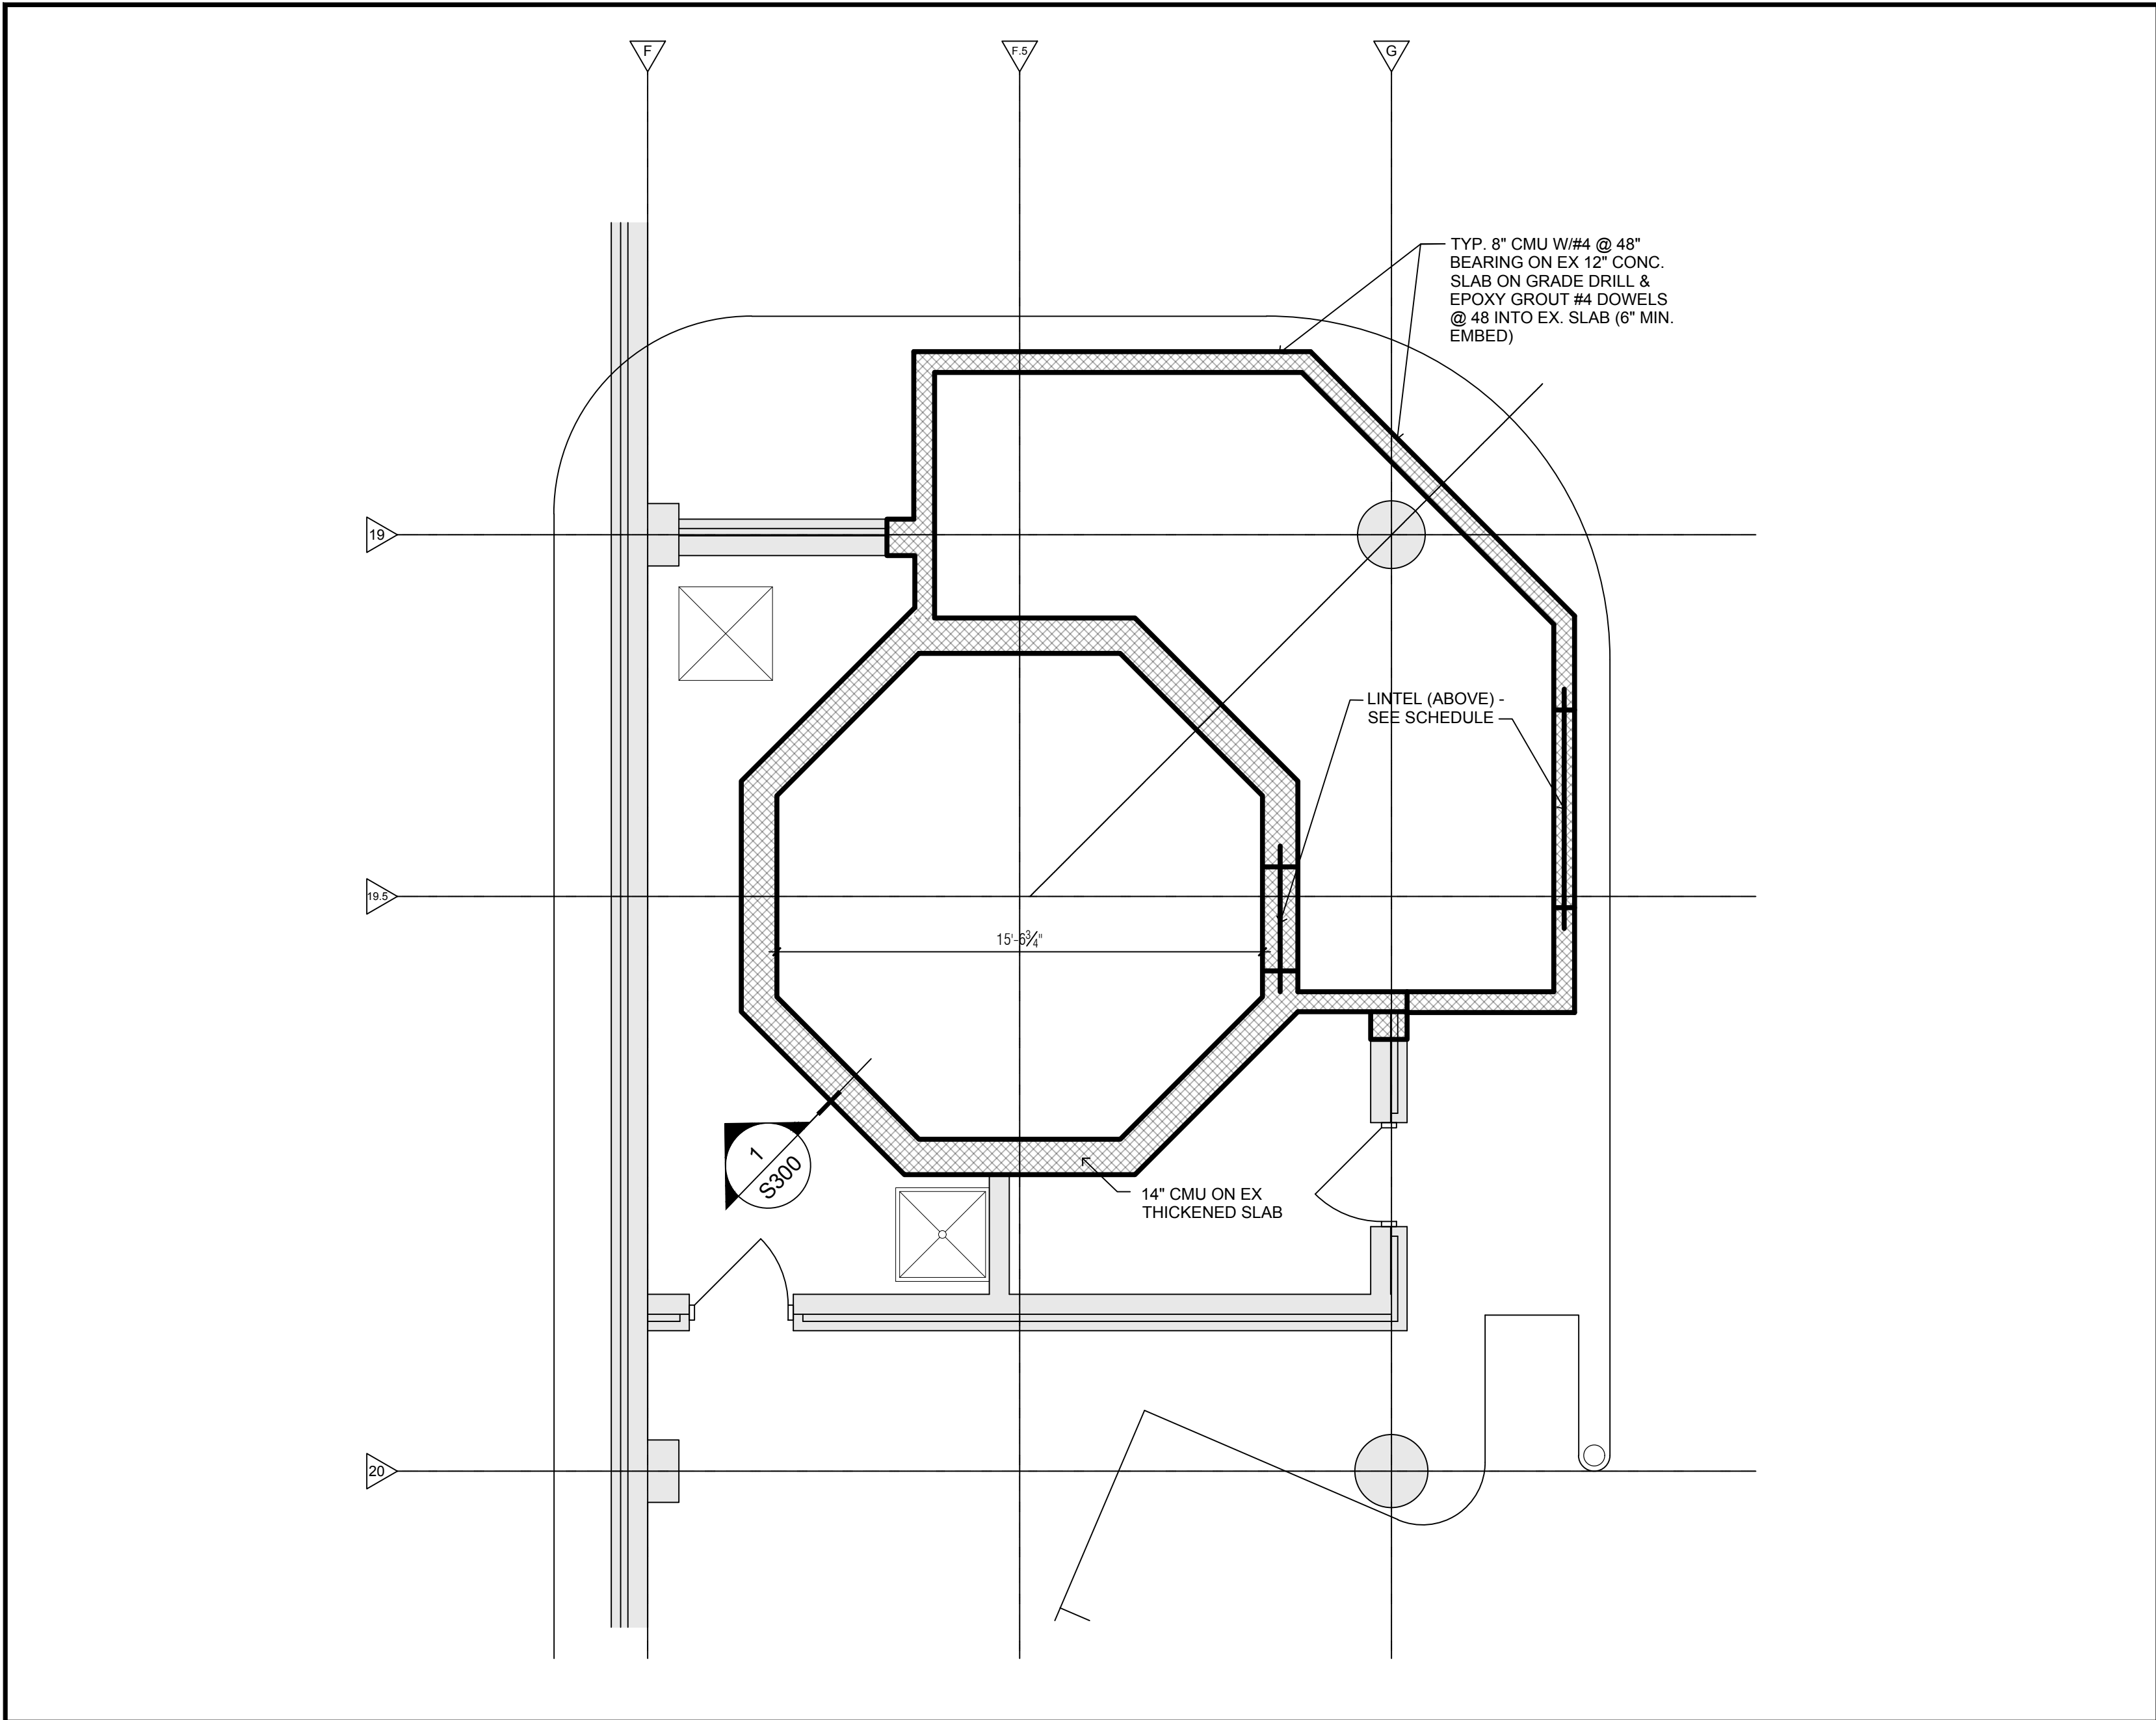 F
F.5
G
TYP. 8" CMU W/#4 @ 48"
BEARING ON EX 12" CONC.
SLAB ON GRADE DRILL &
EPOXY GROUT #4 DOWELS
@ 48 INTO EX. SLAB (6" MIN.
EMBED)
19
LINTEL (ABOVE) -
SEE SCHEDULE
19.5
15'-6¾"
1
S300
14" CMU ON EX
THICKENED SLAB
20